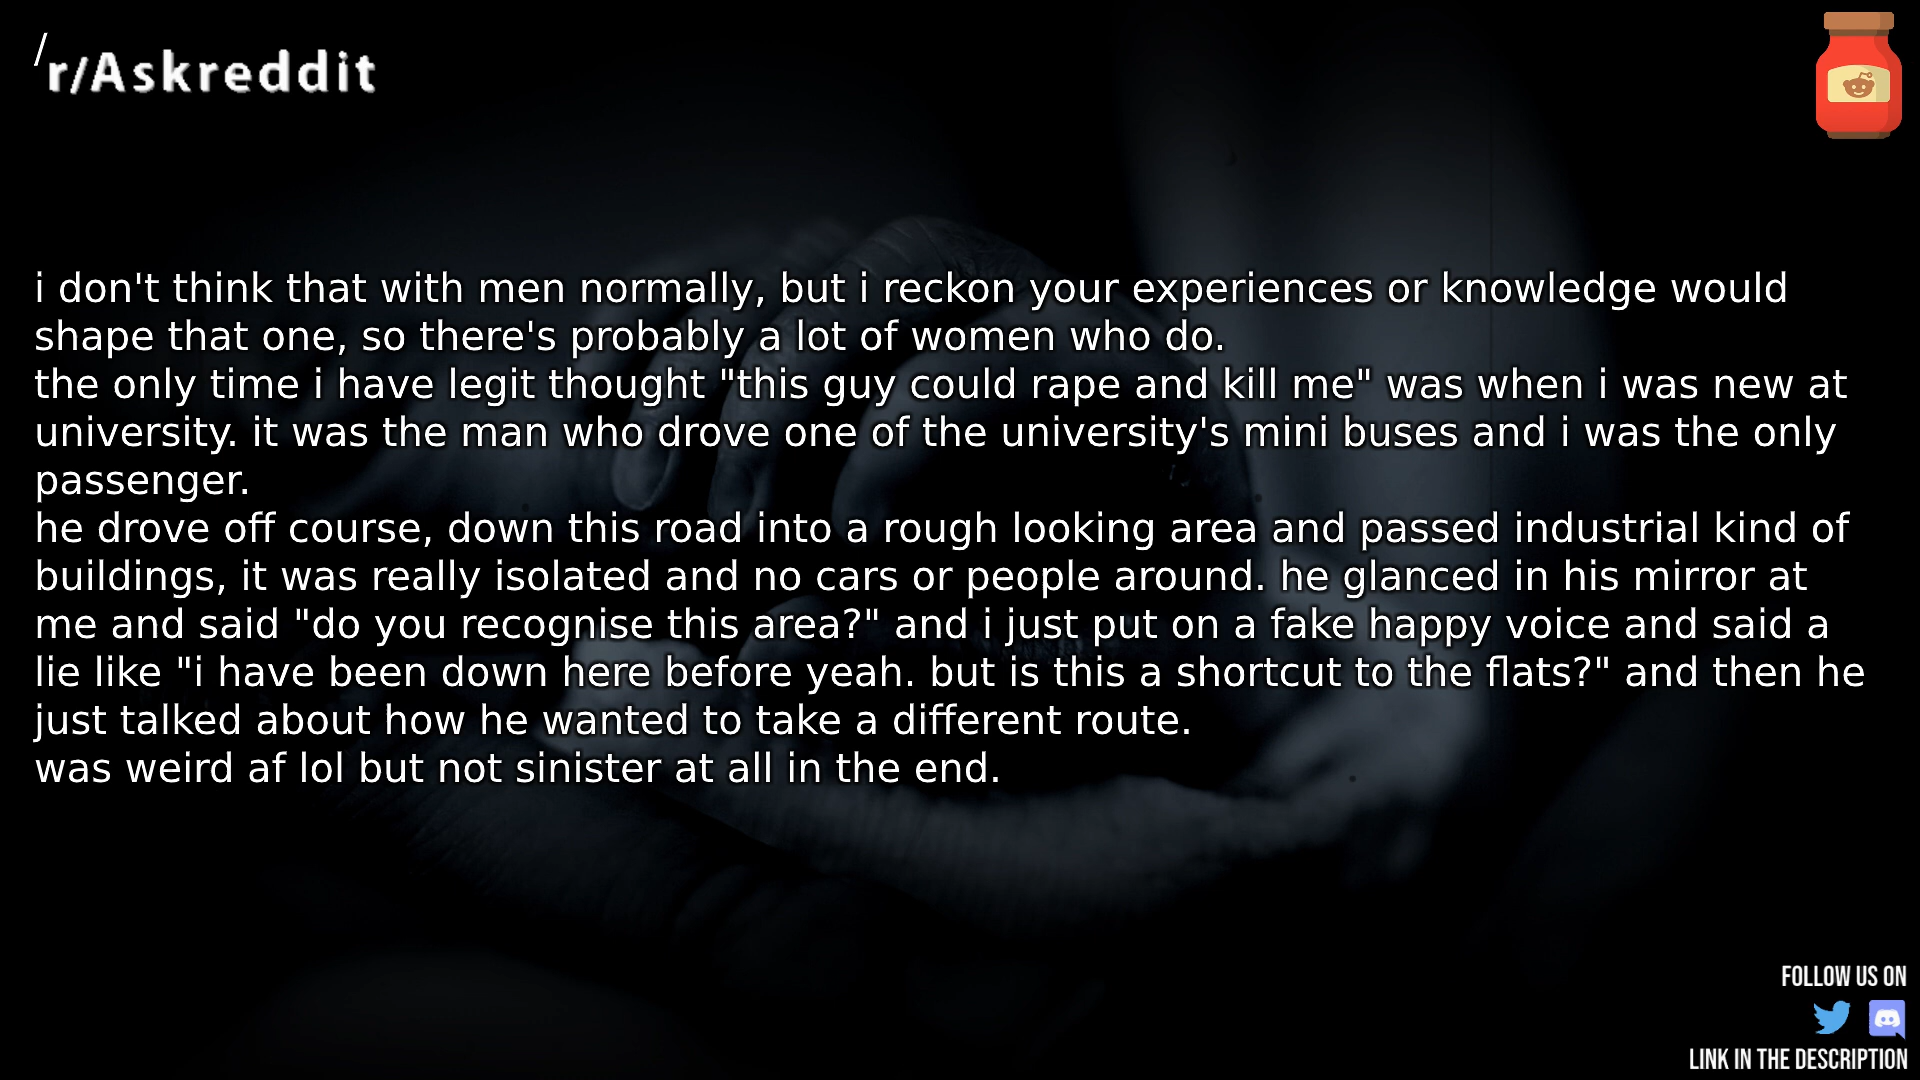 /r/Askreddit
i don't think that with men normally, but i reckon your experiences or knowledge would
shape that one, so there's probably a lot of women who do.
the only time i have legit thought "this guy could rape and kill me" was when i was new at
university. it was the man who drove one of the university's mini buses and i was the only
passenger.
he drove off course, down this road into a rough looking area and passed industrial kind of
buildings, it was really isolated and no cars or people around. he glanced in his mirror at
me and said "do you recognise this area?" and i just put on a fake happy voice and said a
lie like "i have been down here before yeah. but is this a shortcut to the flats?" and then he
just talked about how he wanted to take a different route.
was weird af lol but not sinister at all in the end.
FOLLOW US ON
LINK IN THE DESCRIPTION